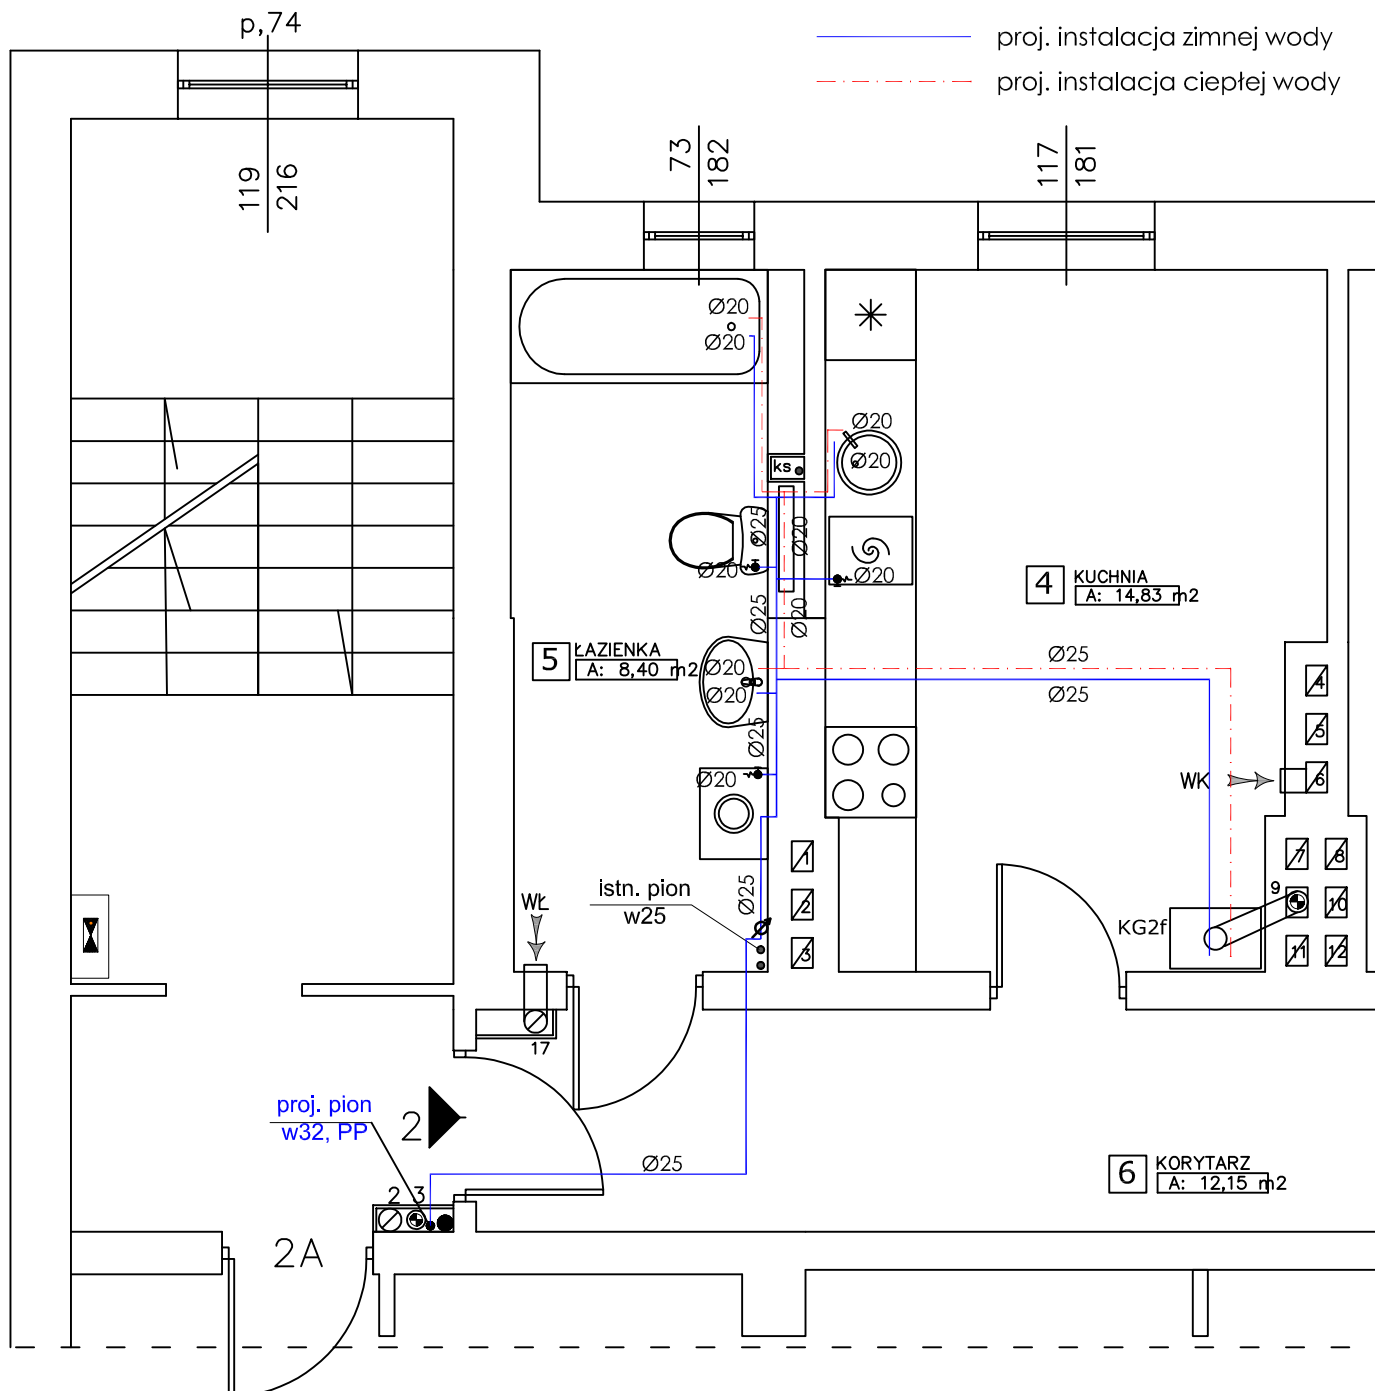 p,74
proj. instalacja zimnej wody
proj. instalacja ciepłej wody
119
216
73
182
117
181
Ø20
Ø20
Ø20
Ø20
ks
Ø25
Ø20
Ø20
Ø20
4
KUCHNIA
A: 14,83 m2
Ø25
Ø20
5
ŁAZIENKA
A: 8,40 m2
Ø20
Ø20
Ø25
Ø25
Ø25
Ø20
4
5
6
WK
1
2
3
7
8
9
10
11
12
KG2f
istn. pion
w25
Ø25
WŁ
17
proj. pion
w32, PP
2
Ø25
6
KORYTARZ
A: 12,15 m2
2 3
2A